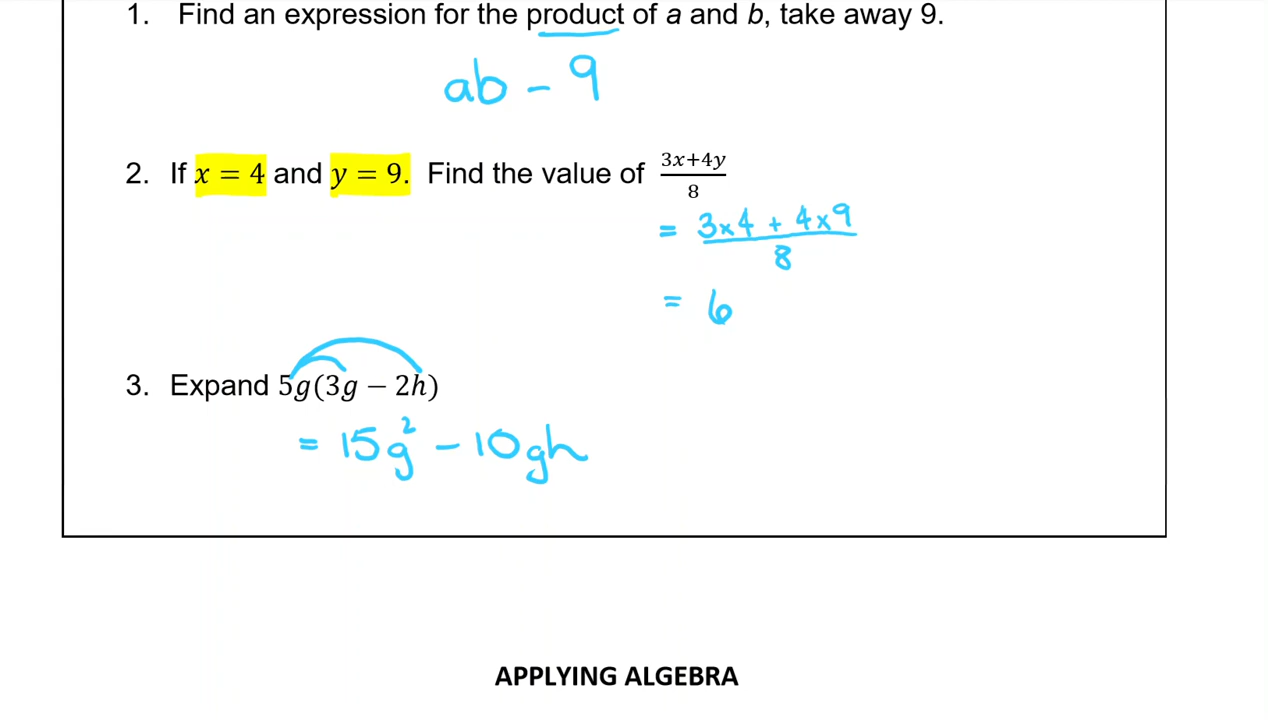 1. Find an expression for the product of a and b, take away 9.
ab - 9
2. If x = 4 and y = 9. Find the value of (3x+4y)/8
= (3×4 + 4×9)/8
= 6
3. Expand 5g(3g − 2h)
= 15g² - 10gh
APPLYING ALGEBRA